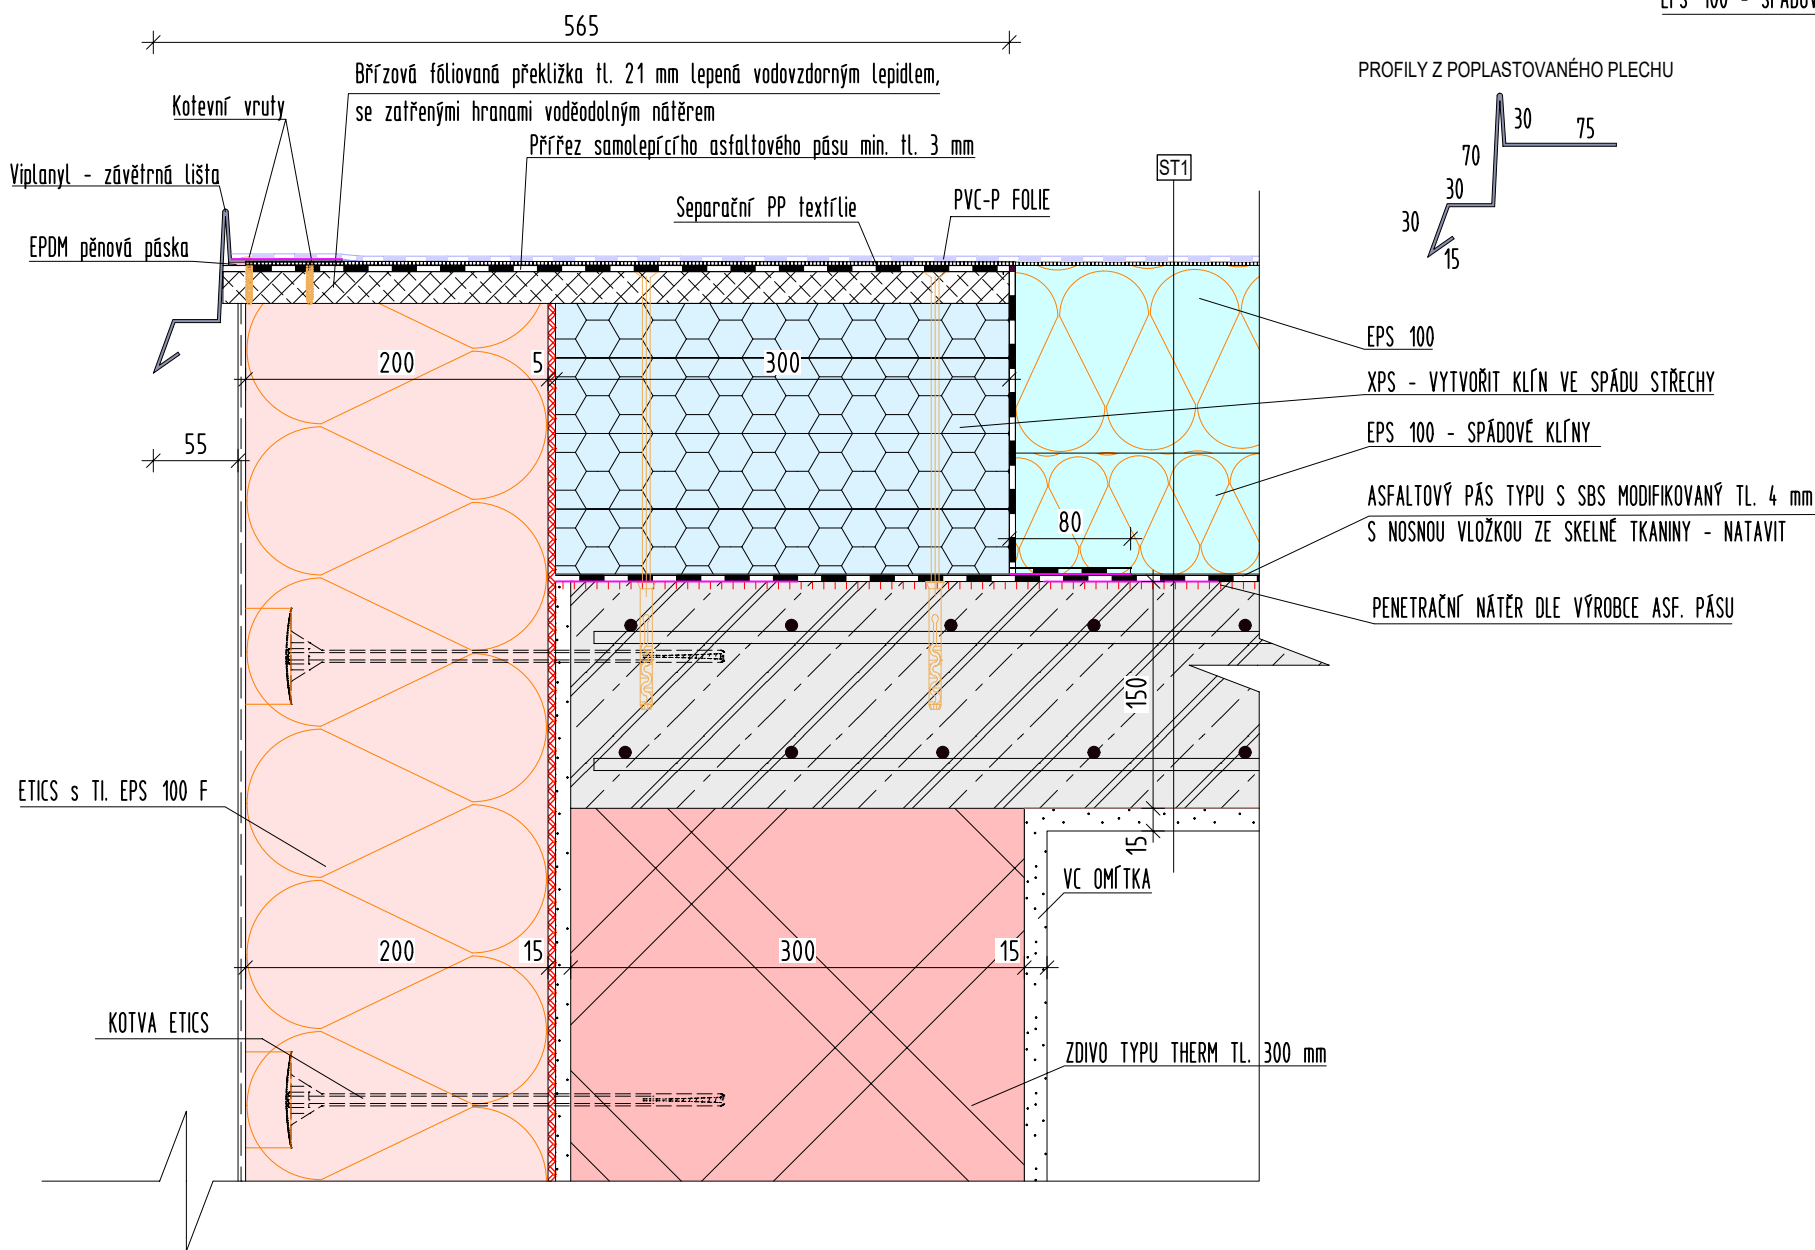 565
EPS 100 - SPÁDOV
Břízová fóliovaná překližka tl. 21 mm lepená vodovzdorným lepidlem,
se zatřenými hranami voděodolným nátěrem
PROFILY Z POPLASTOVANÉHO PLECHU
Kotevní vruty
Přířez samolepícího asfaltového pásu min. tl. 3 mm
30
75
70
30
30
15
Viplanyl - závětrná lišta
Separační PP textílie
PVC-P FOLIE
ST1
EPDM pěnová páska
EPS 100
200
5
300
XPS - VYTVOŘIT KLÍN VE SPÁDU STŘECHY
55
EPS 100 - SPÁDOVÉ KLÍNY
80
ASFALTOVÝ PÁS TYPU S SBS MODIFIKOVANÝ TL. 4 mm
S NOSNOU VLOŽKOU ZE SKELNÉ TKANINY - NATAVIT
PENETRAČNÍ NÁTĚR DLE VÝROBCE ASF. PÁSU
150
ETICS s TI. EPS 100 F
15
VC OMÍTKA
200
15
300
15
KOTVA ETICS
ZDIVO TYPU THERM TL. 300 mm